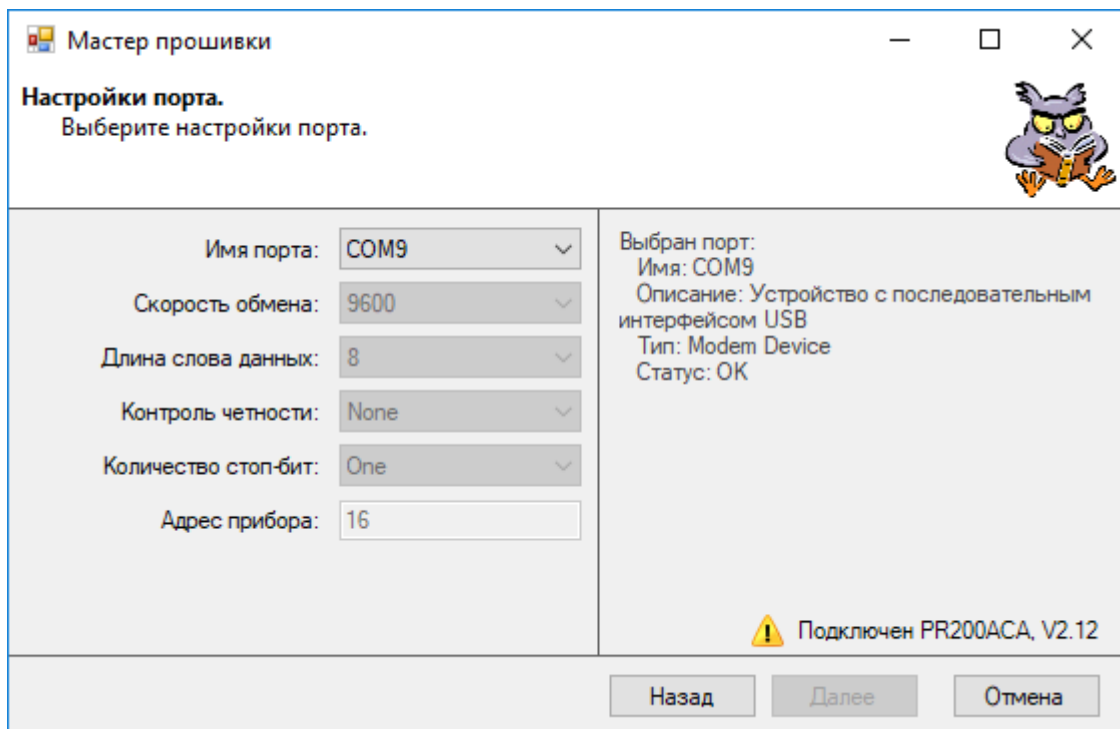 Мастер прошивки
Настройки порта.
Выберите настройки порта.
Имя порта: COM9
Скорость обмена: 9600
Длина слова данных: 8
Контроль четности: None
Количество стоп-бит: One
Адрес прибора: 16
Выбран порт:
Имя: COM9
Описание: Устройство с последовательным
интерфейсом USB
Тип: Modem Device
Статус: OK
Подключен PR200ACA, V2.12
Назад
Далее
Отмена